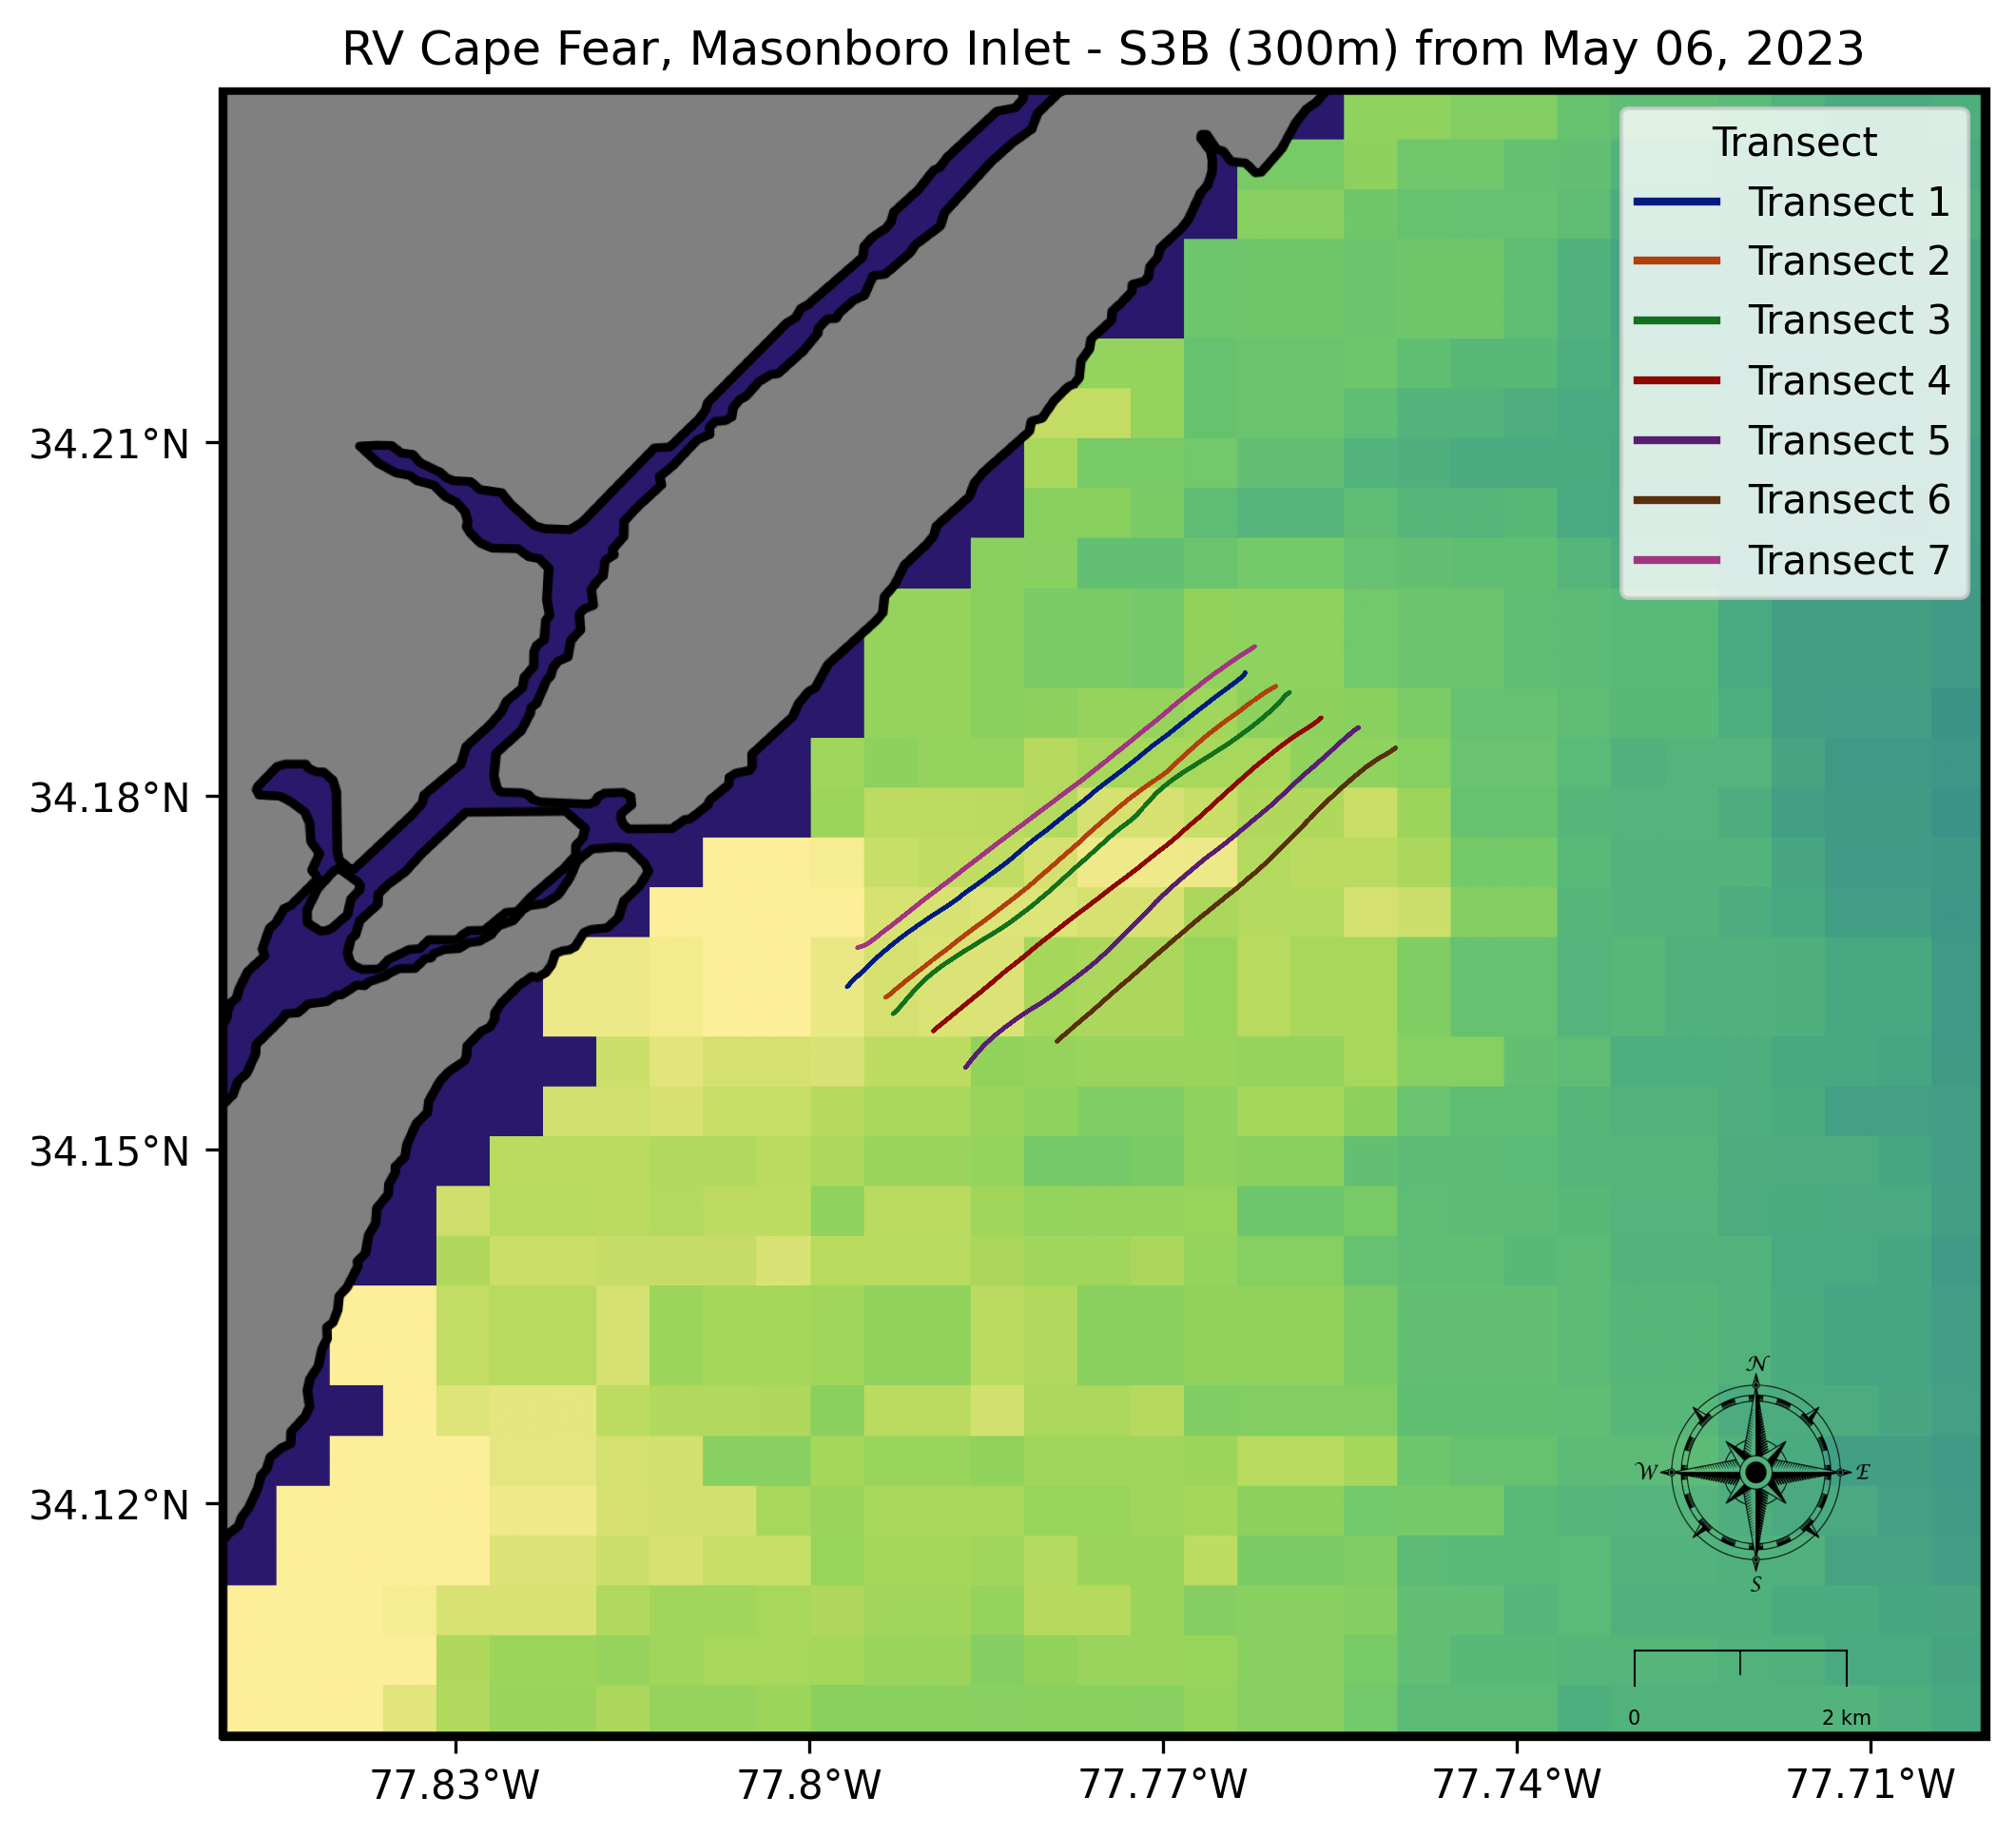 RV Cape Fear, Masonboro Inlet - S3B (300m) from May 06, 2023
Transect
Transect 1
Transect 2
Transect 3
Transect 4
Transect 5
Transect 6
Transect 7
34.21°N
34.18°N
34.15°N
34.12°N
N
W
E
S
0
2 km
77.83°W
77.8°W
77.77°W
77.74°W
77.71°W